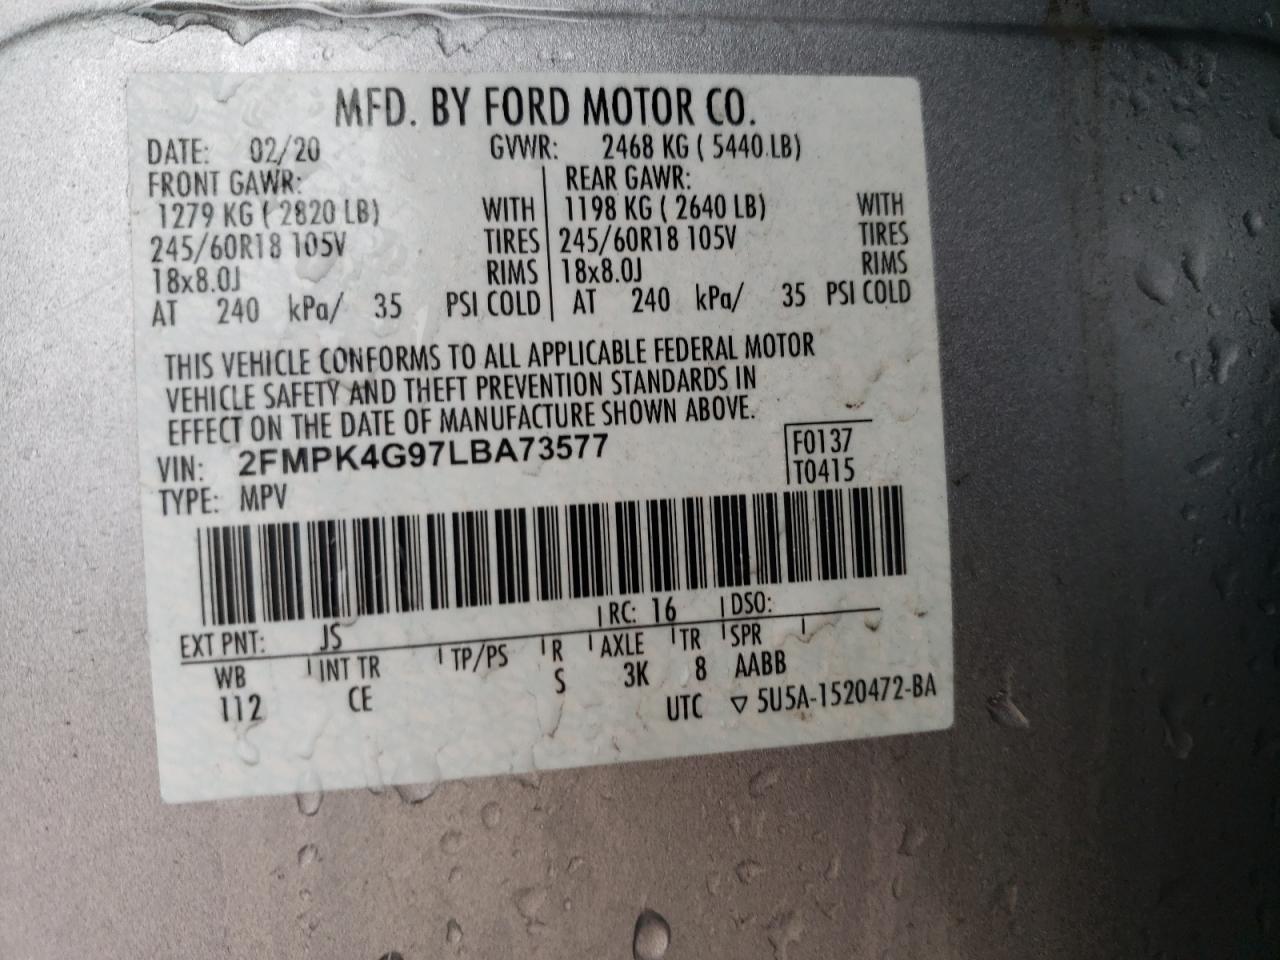 MFD. BY FORD MOTOR CO.
DATE: 02/20 GVWR: 2468 KG ( 5440 LB)
FRONT GAWR: REAR GAWR:
1279 KG ( 2820 LB) WITH 1198 KG ( 2640 LB) WITH
245/60R18 105V TIRES 245/60R18 105V TIRES
18x8.0J RIMS 18x8.0J RIMS
AT 240 kPa/ 35 PSI COLD AT 240 kPa/ 35 PSI COLD
THIS VEHICLE CONFORMS TO ALL APPLICABLE FEDERAL MOTOR
VEHICLE SAFETY AND THEFT PREVENTION STANDARDS IN
EFFECT ON THE DATE OF MANUFACTURE SHOWN ABOVE.
VIN: 2FMPK4G97LBA73577 F0137
TYPE: MPV T0415
EXT PNT: JS RC: 16 DSO:
WB INT TR TP/PS R AXLE TR SPR
112 CE S 3K 8 AABB
UTC ▽ 5U5A-1520472-BA